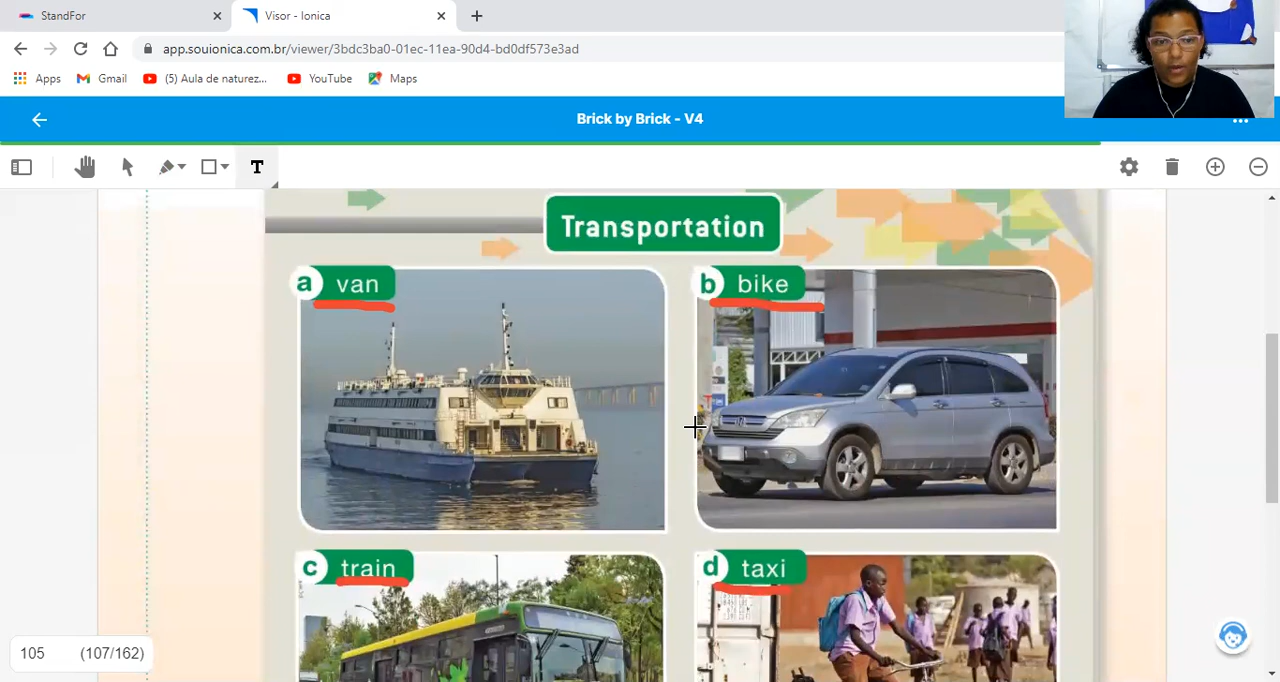 StandFor
Visor - Ionica
app.souionica.com.br/viewer/3bdc3ba0-01ec-11ea-90d4-bd0df573e3ad
Apps Gmail (5) Aula de naturez... YouTube Maps
Brick by Brick - V4
T
Transportation
a van
b bike
c train
d taxi
105 (107/162)